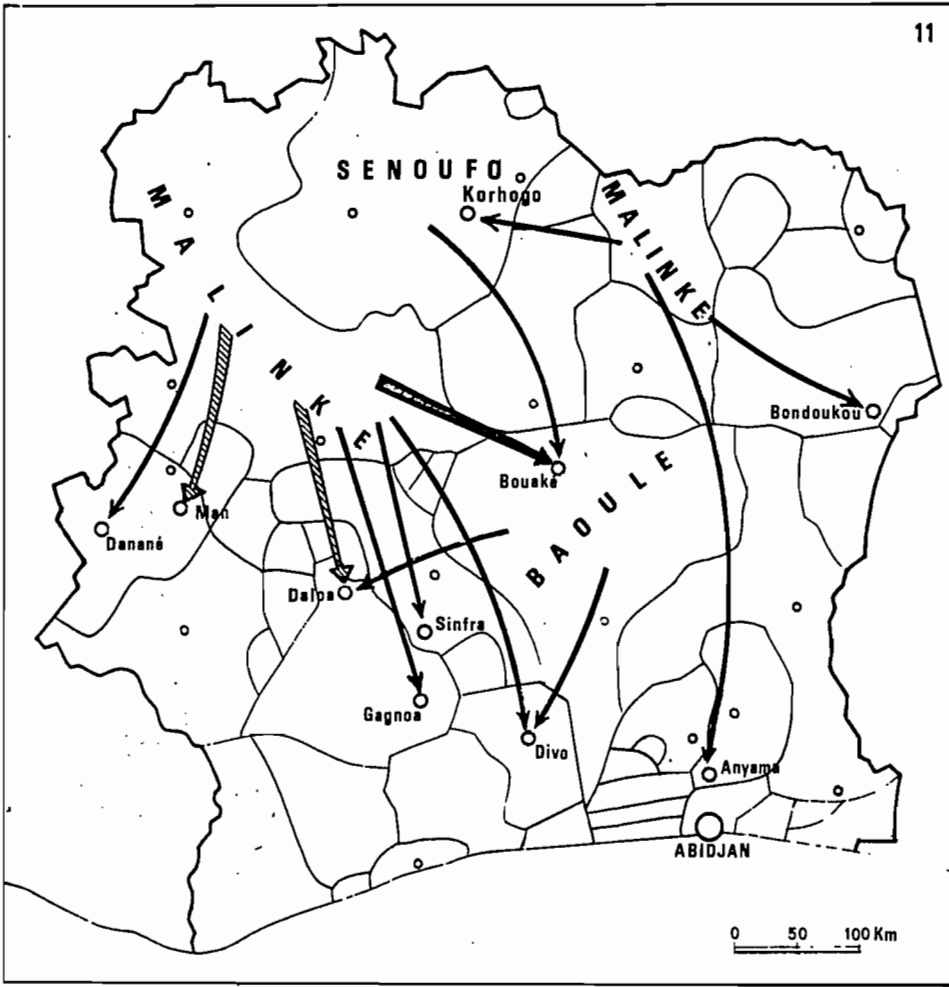 11
SENOUFO
Korhogo
MALINKE
MALINKE
Bondoukou
Bouaké
BAOULE
Man
Danané
Daloa
Sinfra
Gagnoa
Divo
Anyama
ABIDJAN
0 50 100 Km